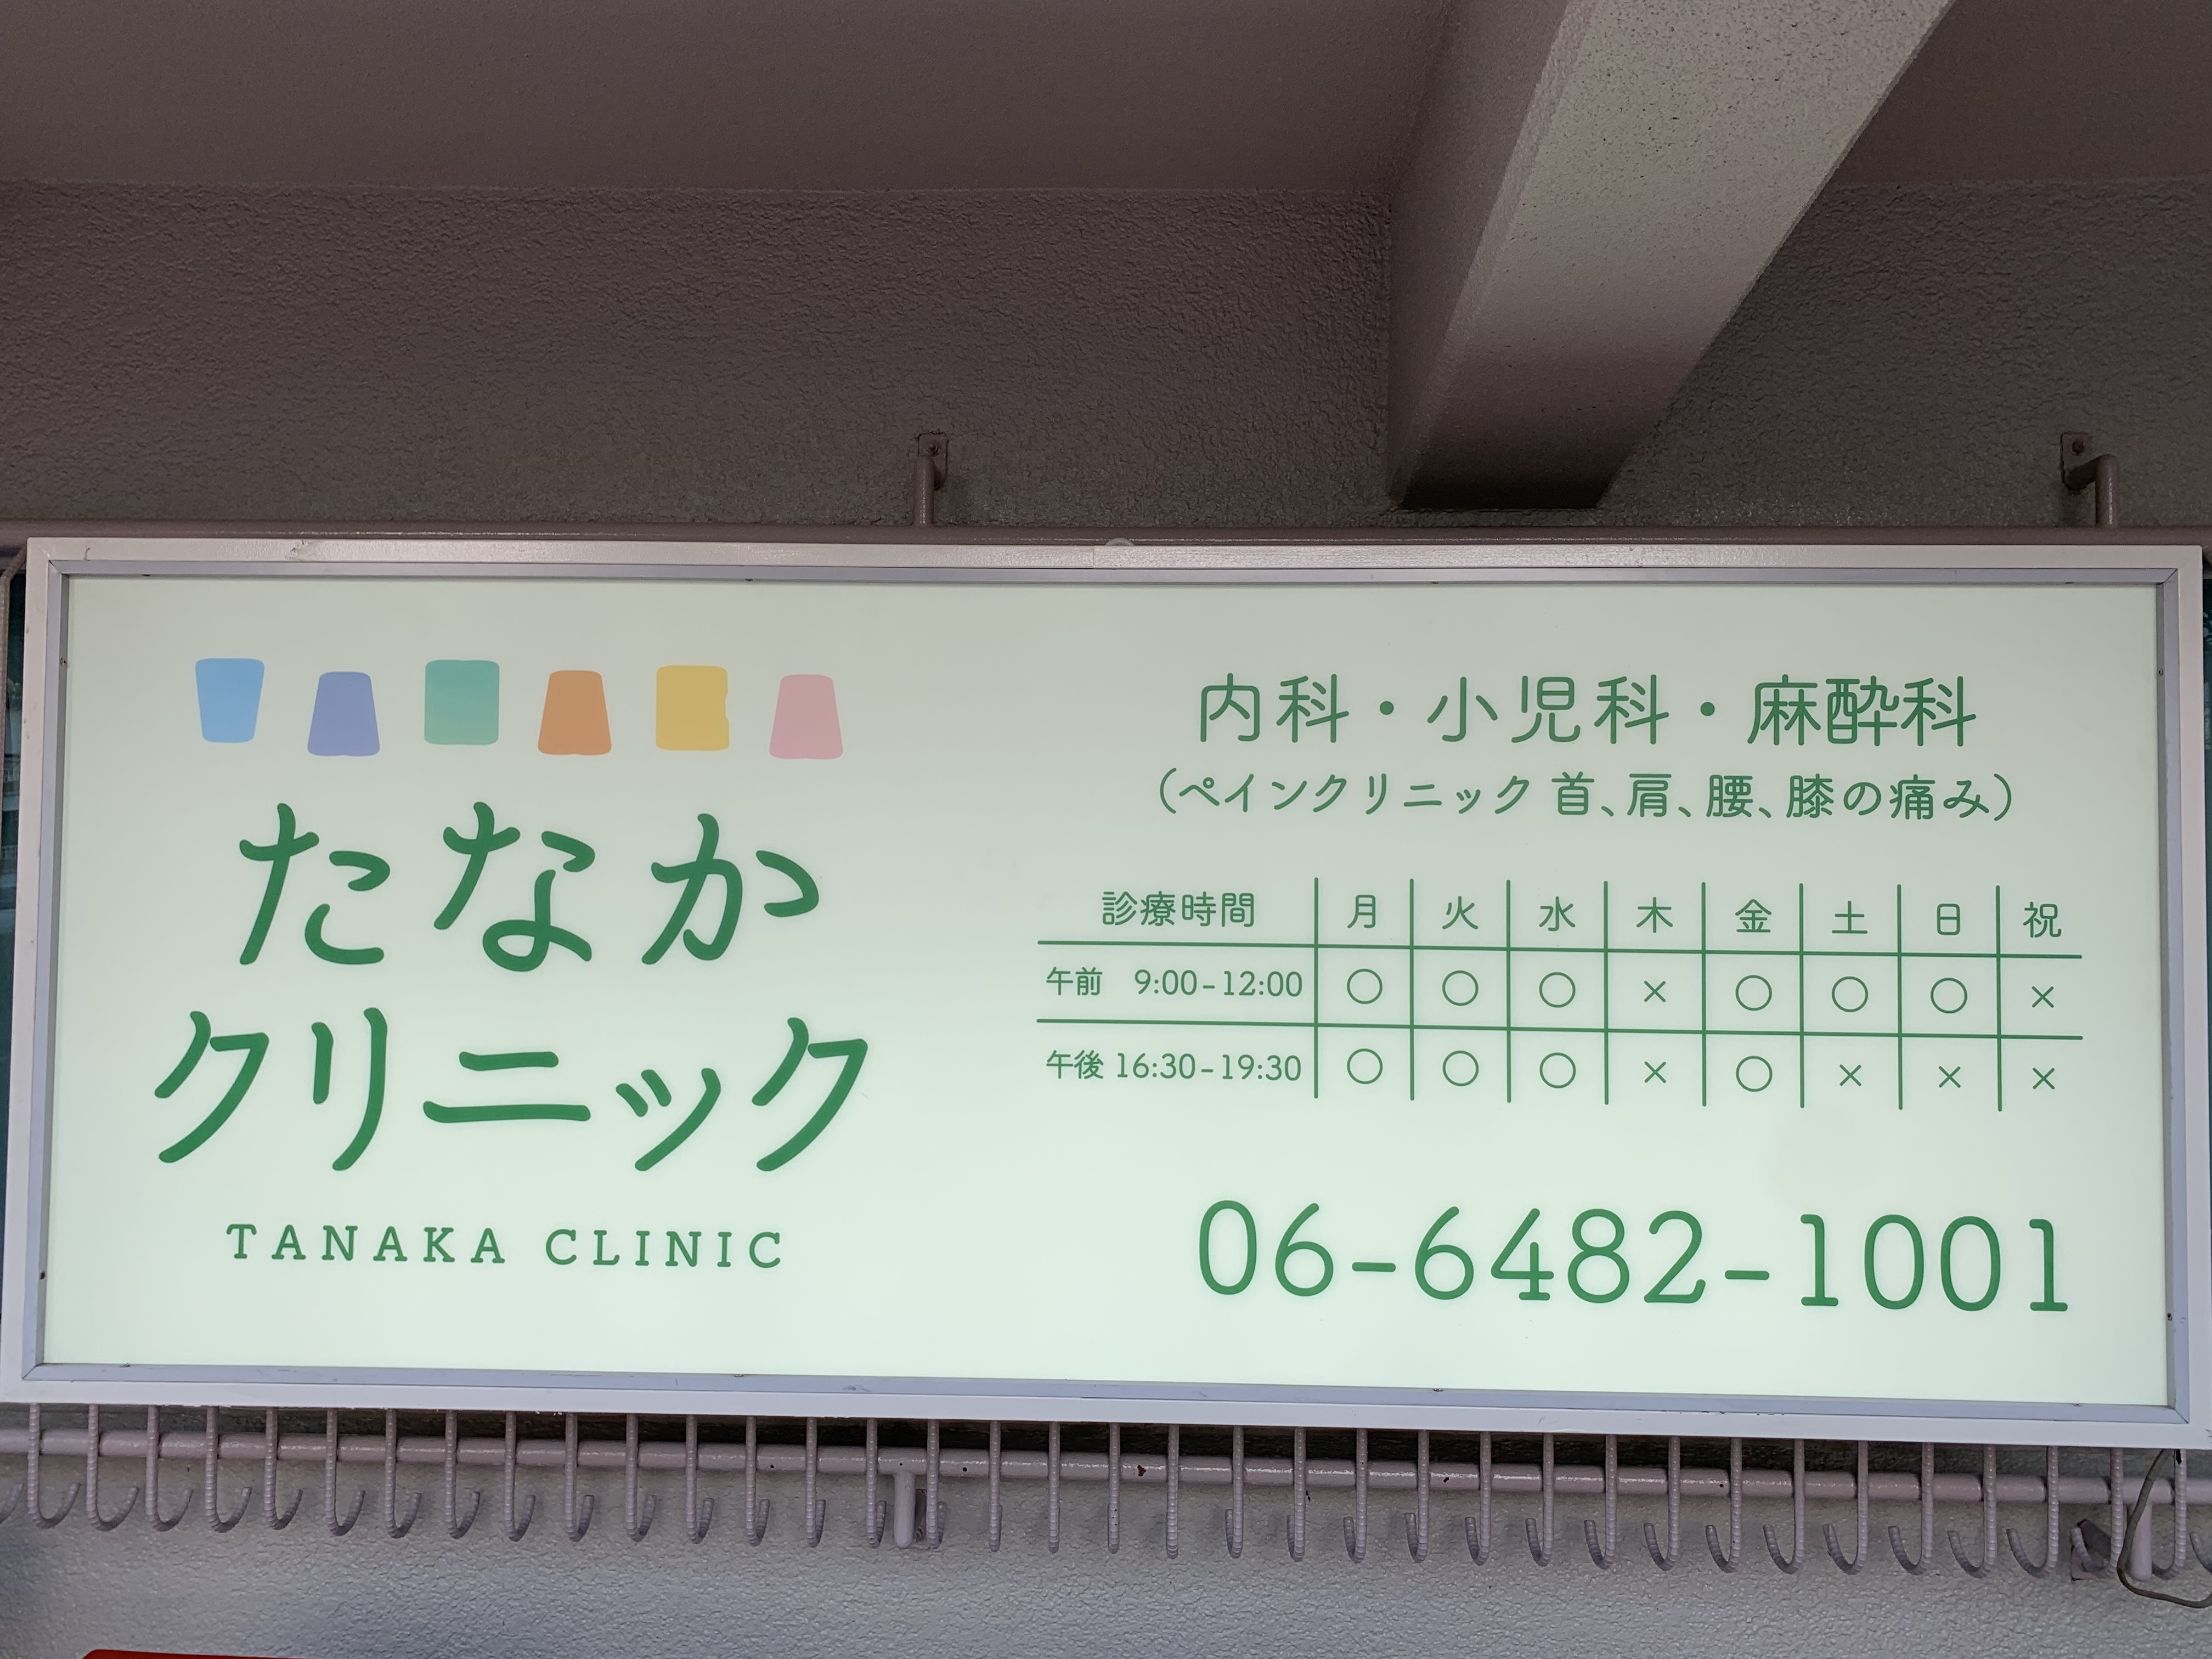 たなか
クリニック
TANAKA CLINIC
内科・小児科・麻酔科
（ペインクリニック 首、肩、腰、膝の痛み）
診療時間 月 火 水 木 金 土 日 祝
午前 9:00-12:00 ○ ○ ○ × ○ ○ ○ ×
午後 16:30-19:30 ○ ○ ○ × ○ × × ×
06-6482-1001